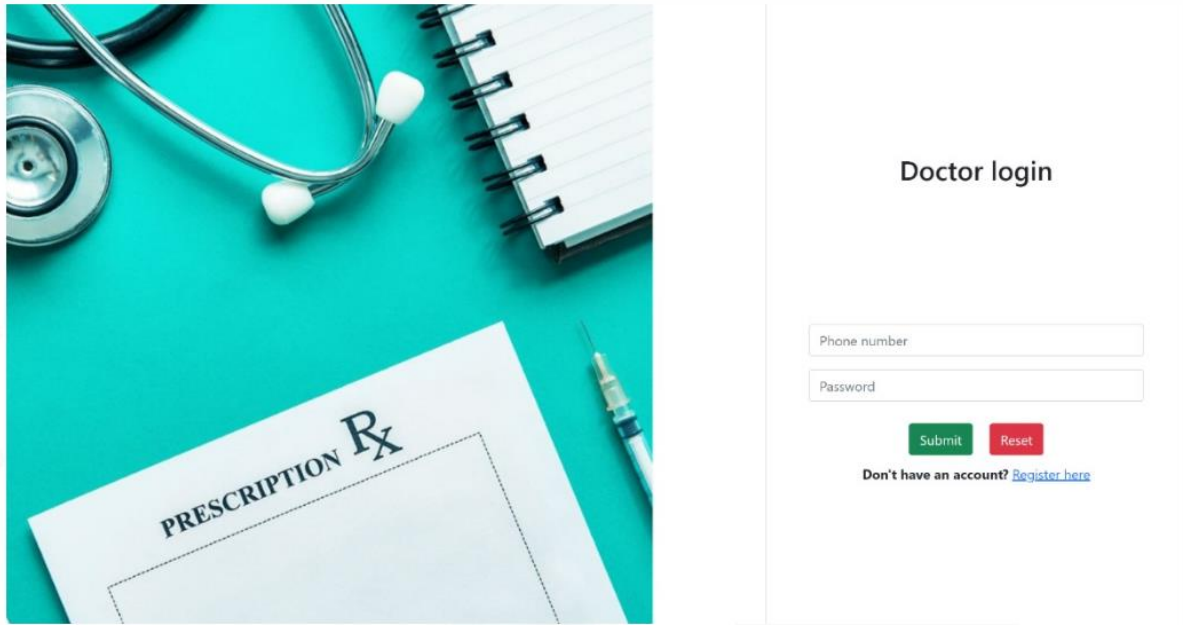 PRESCRIPTION Rx
Doctor login
Phone number
Password
Submit
Reset
Don't have an account? Register here